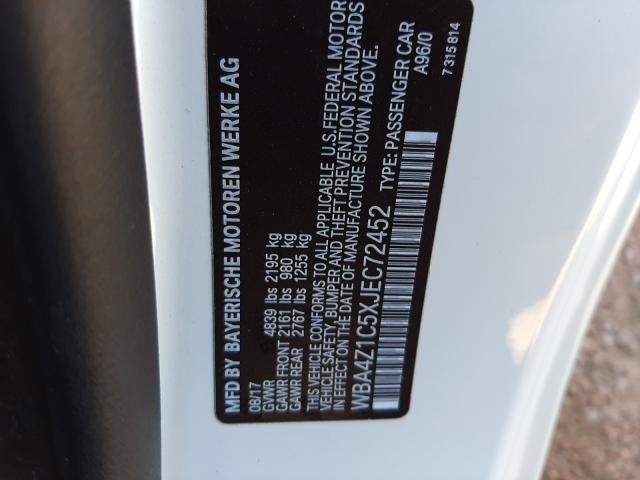 MFD BY BAYERISCHE MOTOREN WERKE AG
08/17
GVWR 4839 lbs 2195 kg
GAWR FRONT 2161 lbs 980 kg
GAWR REAR 2767 lbs 1255 kg
THIS VEHICLE CONFORMS TO ALL APPLICABLE U.S.FEDERAL MOTOR
VEHICLE SAFETY, BUMPER AND THEFT PREVENTION STANDARDS
IN EFFECT ON THE DATE OF MANUFACTURE SHOWN ABOVE.
WBA4Z1C5XJEC72452 TYPE: PASSENGER CAR
A96/0
7 315 814